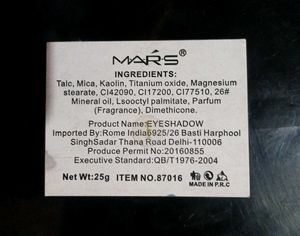 MARS®
INGREDIENTS:
Talc, Mica, Kaolin, Titanium oxide, Magnesium
stearate, CI42090, CI17200, CI77510, 26#
Mineral oil, Lsooctyl palmitate, Parfum
(Fragrance), Dimethicone.
Product Name:EYESHADOW
Imported By:Rome India6925/26 Basti Harphool
SinghSadar Thana Road Delhi-110006
Production Permitted No:20160855
Executive Standard:QB/T1976-2004
Net Wt:25g ITEM NO.87016 MADE IN P.R.C